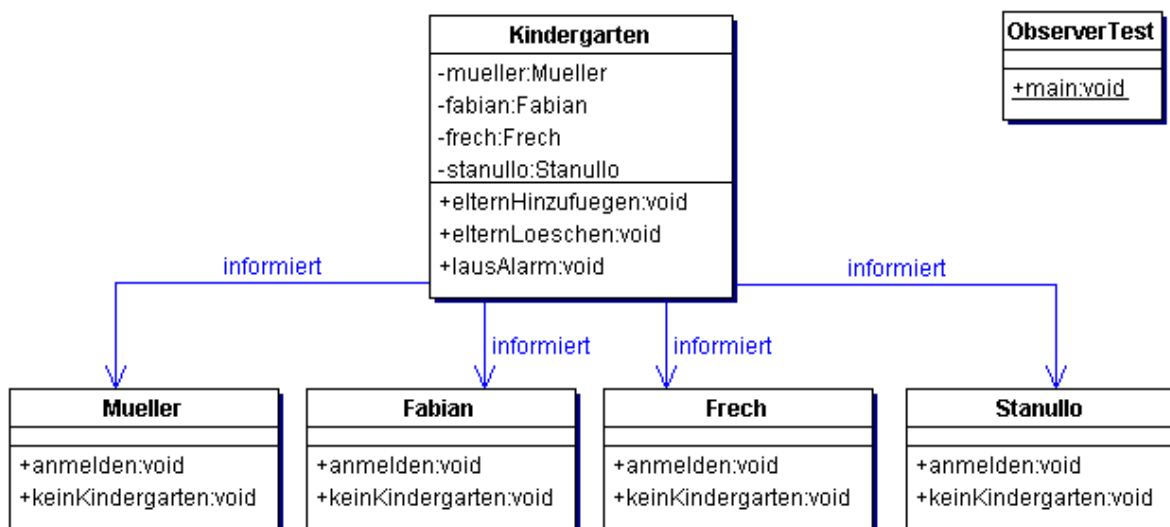 Kindergarten
-mueller:Mueller
-fabian:Fabian
-frech:Frech
-stanullo:Stanullo
+elternHinzufuegen:void
+elternLoeschen:void
+lausAlarm:void
ObserverTest
+main:void
informiert
informiert
informiert
informiert
Mueller
+anmelden:void
+keinKindergarten:void
Fabian
+anmelden:void
+keinKindergarten:void
Frech
+anmelden:void
+keinKindergarten:void
Stanullo
+anmelden:void
+keinKindergarten:void